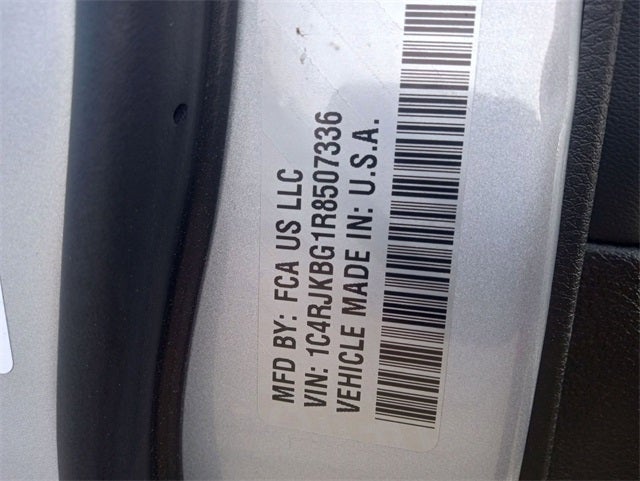 MFD BY: FCA US LLC
VIN: 1C4RJKBG1R8507336
VEHICLE MADE IN: U.S.A.